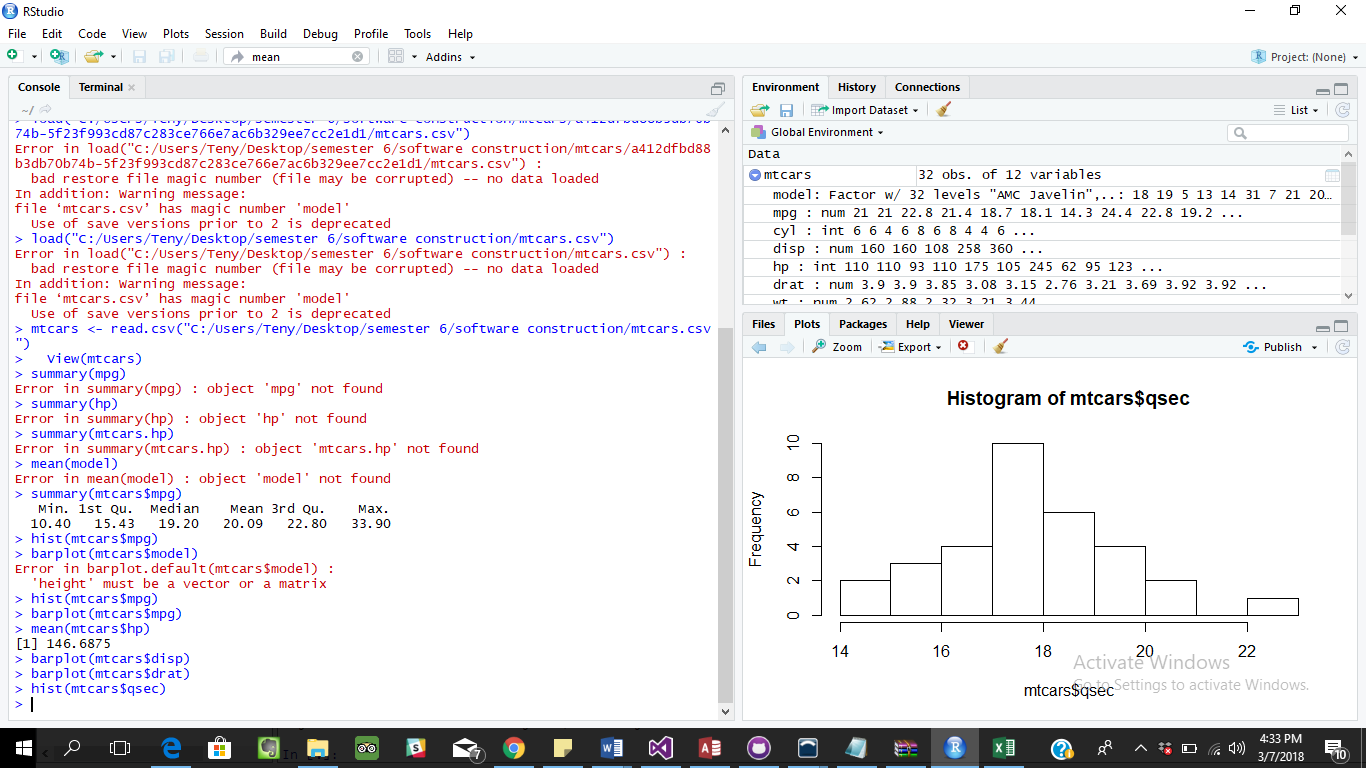 RStudio
File Edit Code View Plots Session Build Debug Profile Tools Help
mean
Addins
Project: (None)
Console Terminal
~/
74b-5f23f993cd87c283ce766e7ac6b329ee7cc2e1d1/mtcars.csv")
Error in load("C:/Users/Teny/Desktop/semester 6/software construction/mtcars/a412dfbd88
b3db70b74b-5f23f993cd87c283ce766e7ac6b329ee7cc2e1d1/mtcars.csv") :
bad restore file magic number (file may be corrupted) -- no data loaded
In addition: Warning message:
file ‘mtcars.csv’ has magic number 'model'
Use of save versions prior to 2 is deprecated
> load("C:/Users/Teny/Desktop/semester 6/software construction/mtcars.csv")
Error in load("C:/Users/Teny/Desktop/semester 6/software construction/mtcars.csv") :
bad restore file magic number (file may be corrupted) -- no data loaded
In addition: Warning message:
file ‘mtcars.csv’ has magic number 'model'
Use of save versions prior to 2 is deprecated
> mtcars <- read.csv("C:/Users/Teny/Desktop/semester 6/software construction/mtcars.csv
")
> View(mtcars)
> summary(mpg)
Error in summary(mpg) : object 'mpg' not found
> summary(hp)
Error in summary(hp) : object 'hp' not found
> summary(mtcars.hp)
Error in summary(mtcars.hp) : object 'mtcars.hp' not found
> mean(model)
Error in mean(model) : object 'model' not found
> summary(mtcars$mpg)
Min. 1st Qu. Median Mean 3rd Qu. Max.
10.40 15.43 19.20 20.09 22.80 33.90
> hist(mtcars$mpg)
> barplot(mtcars$model)
Error in barplot.default(mtcars$model) :
'height' must be a vector or a matrix
> hist(mtcars$mpg)
> barplot(mtcars$mpg)
> mean(mtcars$hp)
[1] 146.6875
> barplot(mtcars$disp)
> barplot(mtcars$drat)
> hist(mtcars$qsec)
>
Environment History Connections
Import Dataset
List
Global Environment
Data
mtcars 32 obs. of 12 variables
model: Factor w/ 32 levels "AMC Javelin",..: 18 19 5 13 14 31 7 21 20…
mpg : num 21 21 22.8 21.4 18.7 18.1 14.3 24.4 22.8 19.2 ...
cyl : int 6 6 4 6 8 6 8 4 4 6 ...
disp : num 160 160 108 258 360 ...
hp : int 110 110 93 110 175 105 245 62 95 123 ...
drat : num 3.9 3.9 3.85 3.08 3.15 2.76 3.21 3.69 3.92 3.92 ...
wt : num 2.62 2.88 2.32 3.21 3.44
Files Plots Packages Help Viewer
Zoom Export Publish
Histogram of mtcars$qsec
Frequency
10
8
6
4
2
0
14 16 18 20 22
mtcars$qsec
Activate Windows
Go to Settings to activate Windows.
7
4:33 PM
3/7/2018
10